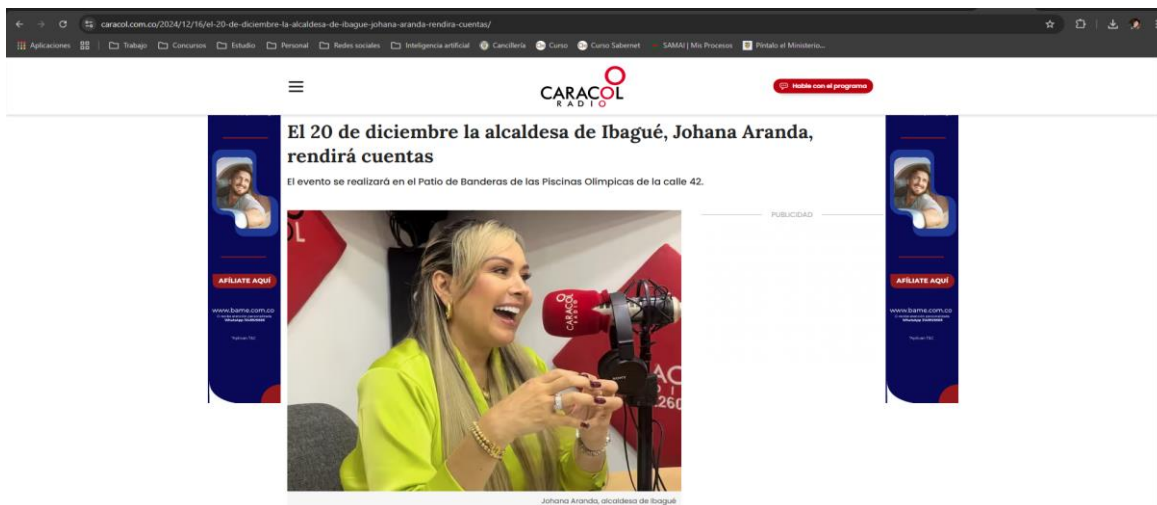 caracol.com.co/2024/12/16/el-20-de-diciembre-la-alcaldesa-de-ibague-johana-aranda-rendira-cuentas/
Aplicaciones Trabajo Concursos Estudio Personal Redes sociales Inteligencia artificial Cancillería Curso Curso Sabernet SAMAI | Mis Procesos Píntalo el Ministerio...
CARACOL
RADIO
Hable con el programa
El 20 de diciembre la alcaldesa de Ibagué, Johana Aranda,
rendirá cuentas
El evento se realizará en el Patio de Banderas de las Piscinas Olímpicas de la calle 42.
PUBLICIDAD
OL
CARACOL
AFÍLIATE AQUÍ
www.bame.com.co
AFÍLIATE AQUÍ
www.bame.com.co
Johana Aranda, alcaldesa de Ibagué